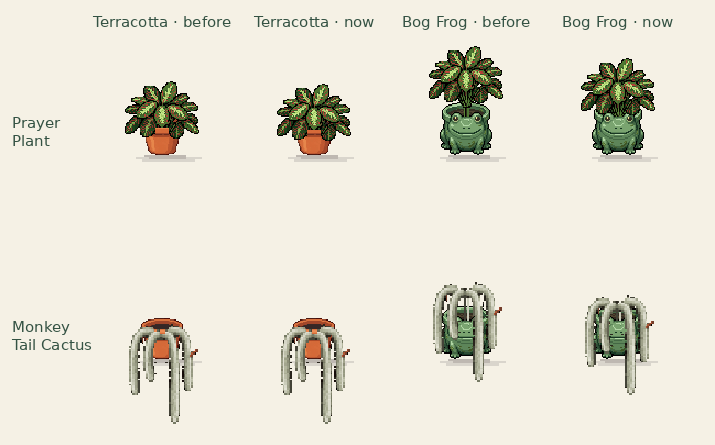 Terracotta · before
Terracotta · now
Bog Frog · before
Bog Frog · now
Prayer
Plant
Monkey
Tail Cactus